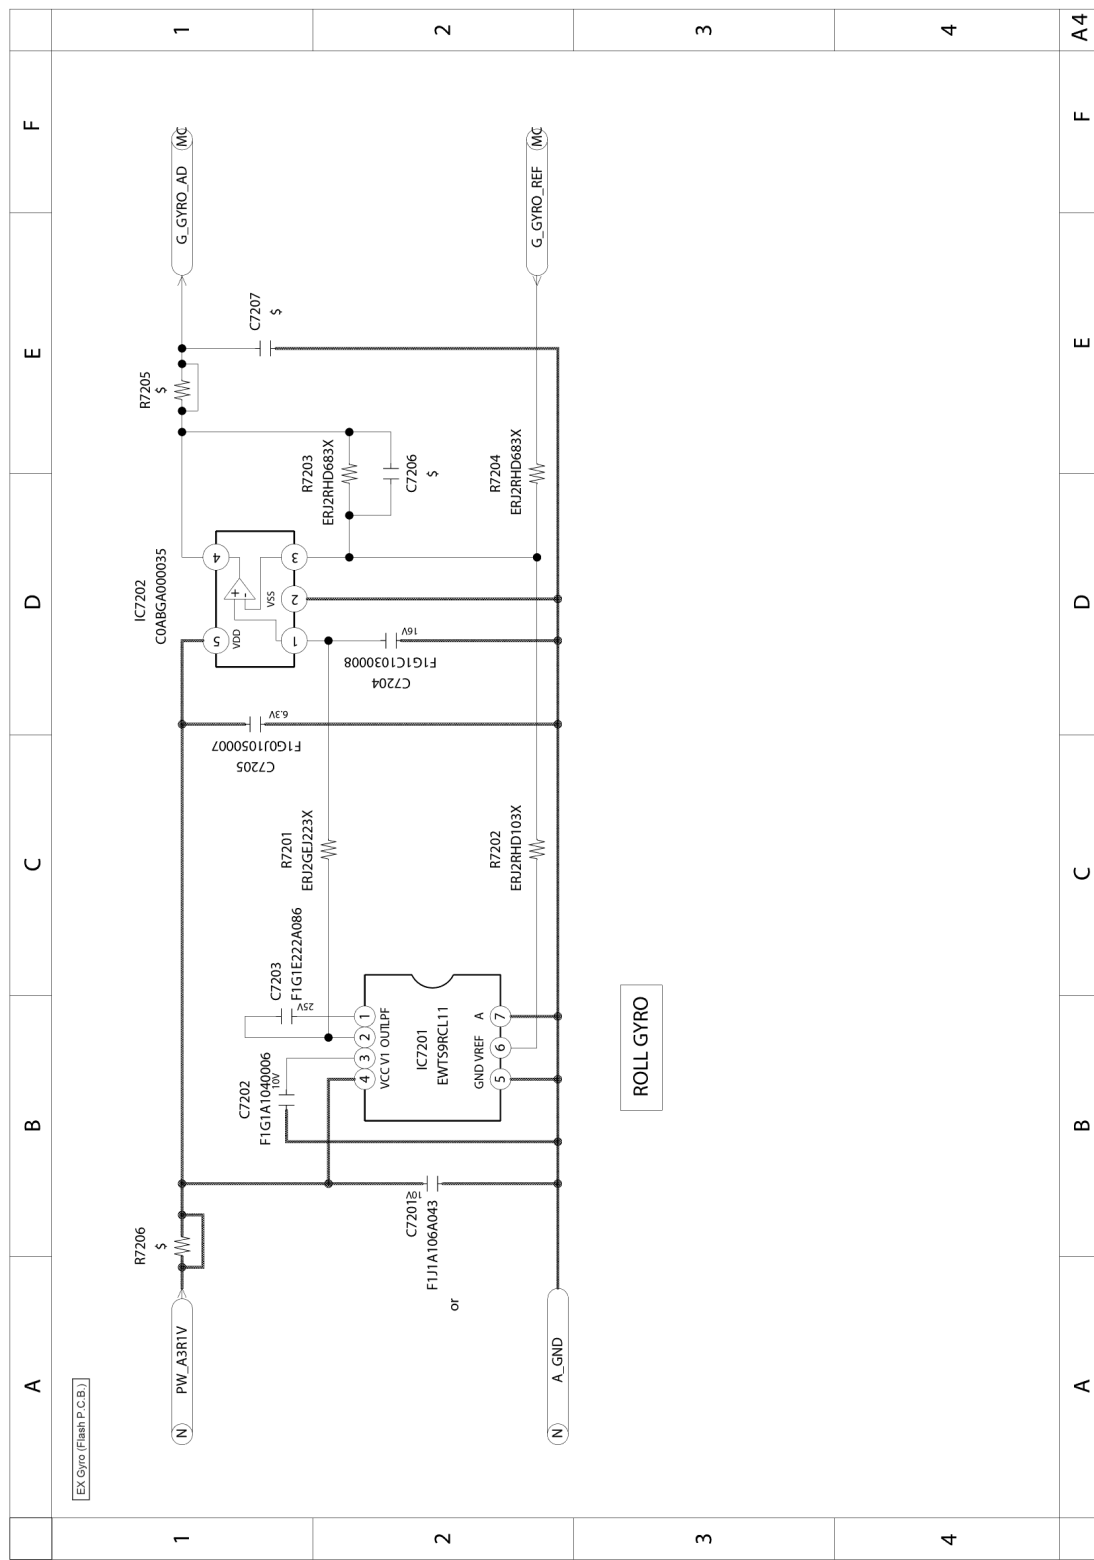 EX Gyro (Flash P.C.B.)
A
B
C
D
E
F
1
2
3
4
A4
N
PW_A3R1V
R7206
$
C7201
10V
F1J1A106A043
or
N
A_GND
C7202
F1G1A1040006
10V
C7203
F1G1E222A086
25V
4
3
2
1
VCC V1 OUT LPF
IC7201
EWTS9RCL11
GND VREF
A
5
6
7
R7201
ERJ2GEJ223X
R7202
ERJ2RHD103X
C7205
F1G0J1050007
6.3V
C7204
F1G1C1030008
16V
IC7202
C0ABGA000035
5
4
VDD
+
-
VSS
1
2
3
R7203
ERJ2RHD683X
C7206
$
R7204
ERJ2RHD683X
R7205
$
C7207
$
G_GYRO_AD
MC
G_GYRO_REF
MC
ROLL GYRO
1
2
3
4
A
B
C
D
E
F